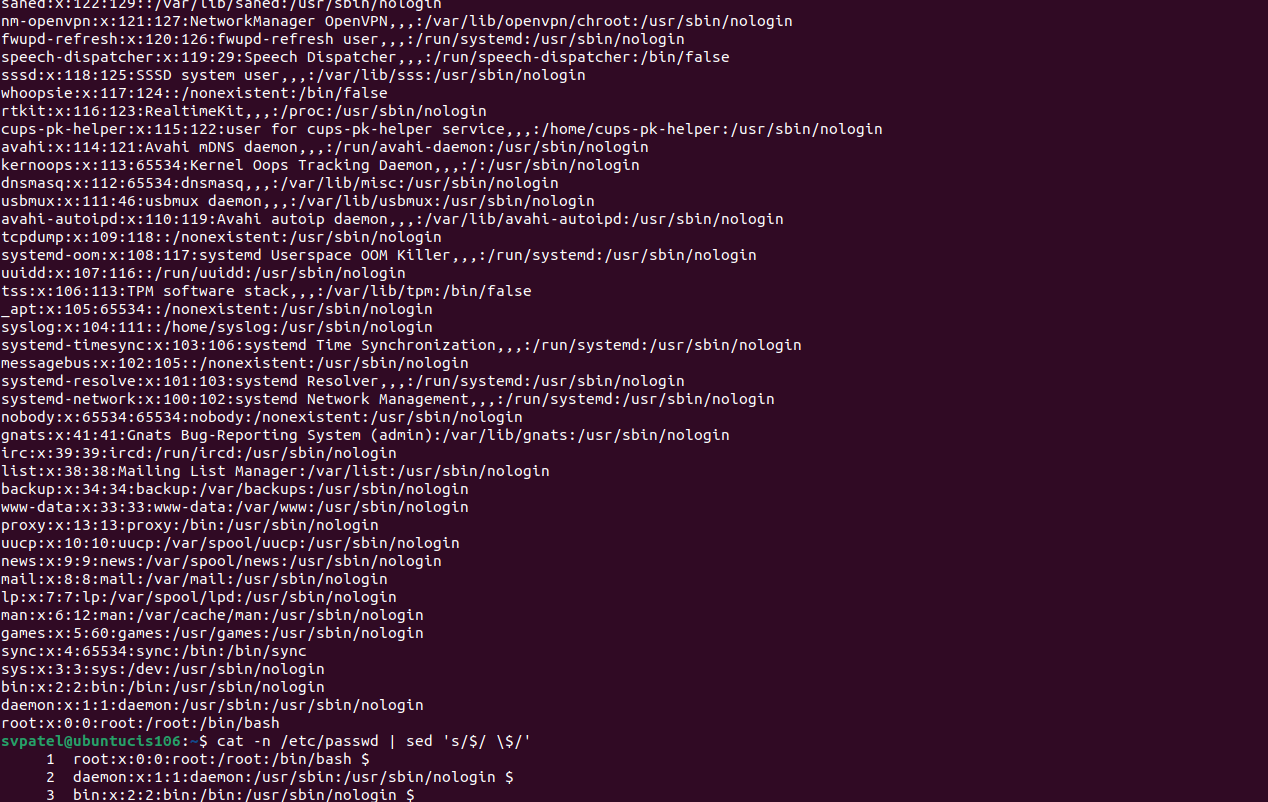 saned:x:122:129::/var/lib/saned:/usr/sbin/nologin
nm-openvpn:x:121:127:NetworkManager OpenVPN,,,:/var/lib/openvpn/chroot:/usr/sbin/nologin
fwupd-refresh:x:120:126:fwupd-refresh user,,,:/run/systemd:/usr/sbin/nologin
speech-dispatcher:x:119:29:Speech Dispatcher,,,:/run/speech-dispatcher:/bin/false
sssd:x:118:125:SSSD system user,,,:/var/lib/sss:/usr/sbin/nologin
whoopsie:x:117:124::/nonexistent:/bin/false
rtkit:x:116:123:RealtimeKit,,,:/proc:/usr/sbin/nologin
cups-pk-helper:x:115:122:user for cups-pk-helper service,,,:/home/cups-pk-helper:/usr/sbin/nologin
avahi:x:114:121:Avahi mDNS daemon,,,:/run/avahi-daemon:/usr/sbin/nologin
kernoops:x:113:65534:Kernel Oops Tracking Daemon,,,:/:/usr/sbin/nologin
dnsmasq:x:112:65534:dnsmasq,,,:/var/lib/misc:/usr/sbin/nologin
usbmux:x:111:46:usbmux daemon,,,:/var/lib/usbmux:/usr/sbin/nologin
avahi-autoipd:x:110:119:Avahi autoip daemon,,,:/var/lib/avahi-autoipd:/usr/sbin/nologin
tcpdump:x:109:118::/nonexistent:/usr/sbin/nologin
systemd-oom:x:108:117:systemd Userspace OOM Killer,,,:/run/systemd:/usr/sbin/nologin
uuidd:x:107:116::/run/uuidd:/usr/sbin/nologin
tss:x:106:113:TPM software stack,,,:/var/lib/tpm:/bin/false
_apt:x:105:65534::/nonexistent:/usr/sbin/nologin
syslog:x:104:111::/home/syslog:/usr/sbin/nologin
systemd-timesync:x:103:106:systemd Time Synchronization,,,:/run/systemd:/usr/sbin/nologin
messagebus:x:102:105::/nonexistent:/usr/sbin/nologin
systemd-resolve:x:101:103:systemd Resolver,,,:/run/systemd:/usr/sbin/nologin
systemd-network:x:100:102:systemd Network Management,,,:/run/systemd:/usr/sbin/nologin
nobody:x:65534:65534:nobody:/nonexistent:/usr/sbin/nologin
gnats:x:41:41:Gnats Bug-Reporting System (admin):/var/lib/gnats:/usr/sbin/nologin
irc:x:39:39:ircd:/run/ircd:/usr/sbin/nologin
list:x:38:38:Mailing List Manager:/var/list:/usr/sbin/nologin
backup:x:34:34:backup:/var/backups:/usr/sbin/nologin
www-data:x:33:33:www-data:/var/www:/usr/sbin/nologin
proxy:x:13:13:proxy:/bin:/usr/sbin/nologin
uucp:x:10:10:uucp:/var/spool/uucp:/usr/sbin/nologin
news:x:9:9:news:/var/spool/news:/usr/sbin/nologin
mail:x:8:8:mail:/var/mail:/usr/sbin/nologin
lp:x:7:7:lp:/var/spool/lpd:/usr/sbin/nologin
man:x:6:12:man:/var/cache/man:/usr/sbin/nologin
games:x:5:60:games:/usr/games:/usr/sbin/nologin
sync:x:4:65534:sync:/bin:/bin/sync
sys:x:3:3:sys:/dev:/usr/sbin/nologin
bin:x:2:2:bin:/bin:/usr/sbin/nologin
daemon:x:1:1:daemon:/usr/sbin:/usr/sbin/nologin
root:x:0:0:root:/root:/bin/bash
svpatel@ubuntucis106:~$ cat -n /etc/passwd | sed 's/$/ \$/'
     1  root:x:0:0:root:/root:/bin/bash $
     2  daemon:x:1:1:daemon:/usr/sbin:/usr/sbin/nologin $
     3  bin:x:2:2:bin:/bin:/usr/sbin/nologin $